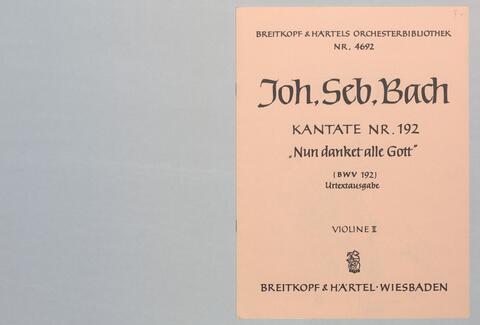 BREITKOPF & HÄRTELS ORCHESTERBIBLIOTHEK
NR. 4692
Joh. Seb. Bach
KANTATE NR. 192
„Nun danket alle Gott"
(BWV 192)
Urtextausgabe
VIOLINE II
BREITKOPF & HÄRTEL · WIESBADEN